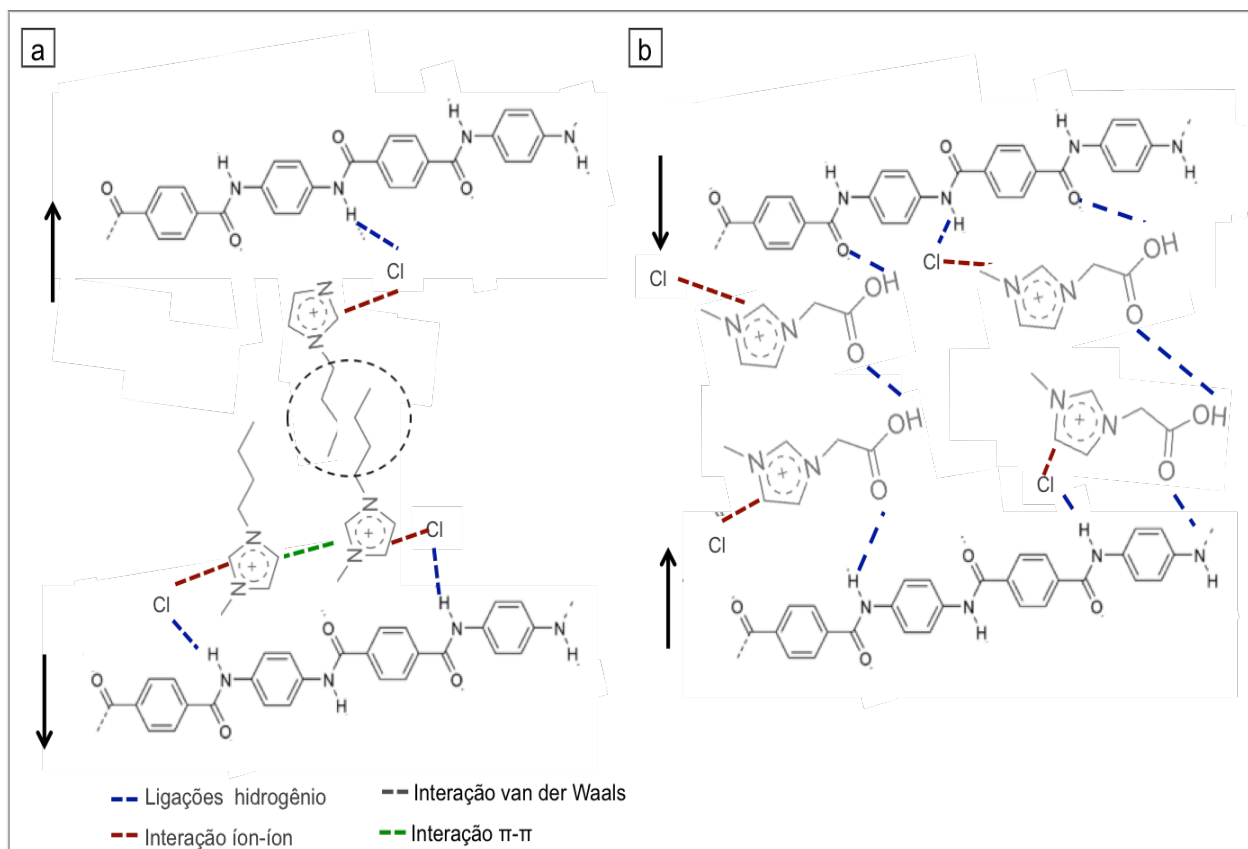 a
H
O
N
N
H
H
O
N
N
O
H
O
O
Cl
N
+
N
N
N
+
N
Cl
+
N
Cl
H
O
N
N
H
H
O
N
N
O
H
O
O
b
H
O
N
N
H
H
O
N
N
O
H
O
O
Cl
Cl
OH
N
+
N
O
OH
N
+
N
O
OH
N
+
N
O
Cl
OH
N
+
N
O
Cl
H
O
N
N
H
H
O
N
N
O
H
O
O
Ligações hidrogênio
Interação van der Waals
Interação íon-íon
Interação π-π